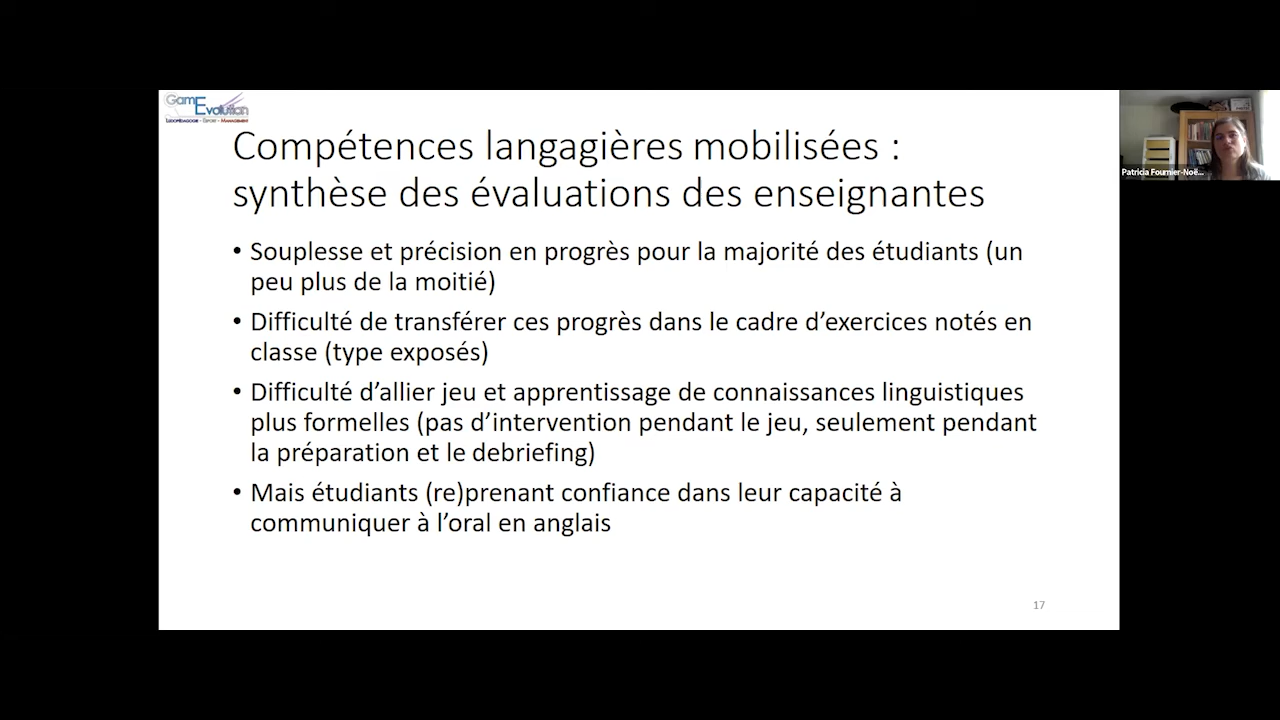 GamEvolution
Ludopédagogie - Esport - Management
Compétences langagières mobilisées :
synthèse des évaluations des enseignantes
• Souplesse et précision en progrès pour la majorité des étudiants (un
peu plus de la moitié)
• Difficulté de transférer ces progrès dans le cadre d’exercices notés en
classe (type exposés)
• Difficulté d’allier jeu et apprentissage de connaissances linguistiques
plus formelles (pas d’intervention pendant le jeu, seulement pendant
la préparation et le debriefing)
• Mais étudiants (re)prenant confiance dans leur capacité à
communiquer à l’oral en anglais
17
Patricia Fournier-Noë...